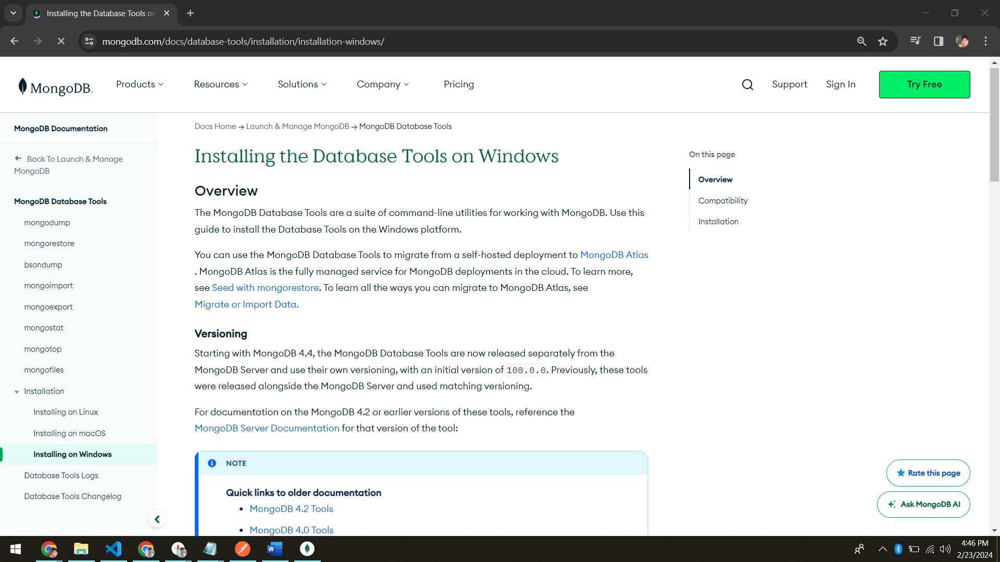 Installing the Database Tools on
mongodb.com/docs/database-tools/installation/installation-windows/
MongoDB.
Products
Resources
Solutions
Company
Pricing
Support
Sign In
Try Free
MongoDB Documentation
Back To Launch & Manage
MongoDB
MongoDB Database Tools
mongodump
mongorestore
bsondump
mongoimport
mongoexport
mongostat
mongotop
mongofiles
Installation
Installing on Linux
Installing on macOS
Installing on Windows
Database Tools Logs
Database Tools Changelog
Docs Home → Launch & Manage MongoDB → MongoDB Database Tools
Installing the Database Tools on Windows
Overview
The MongoDB Database Tools are a suite of command-line utilities for working with MongoDB. Use this
guide to install the Database Tools on the Windows platform.
You can use the MongoDB Database Tools to migrate from a self-hosted deployment to MongoDB Atlas
. MongoDB Atlas is the fully managed service for MongoDB deployments in the cloud. To learn more,
see Seed with mongorestore. To learn all the ways you can migrate to MongoDB Atlas, see
Migrate or Import Data.
Versioning
Starting with MongoDB 4.4, the MongoDB Database Tools are now released separately from the
MongoDB Server and use their own versioning, with an initial version of 100.0.0. Previously, these tools
were released alongside the MongoDB Server and used matching versioning.
For documentation on the MongoDB 4.2 or earlier versions of these tools, reference the
MongoDB Server Documentation for that version of the tool:
NOTE
Quick links to older documentation
• MongoDB 4.2 Tools
• MongoDB 4.0 Tools
On this page
Overview
Compatibility
Installation
Rate this page
Ask MongoDB AI
4:46 PM
2/23/2024